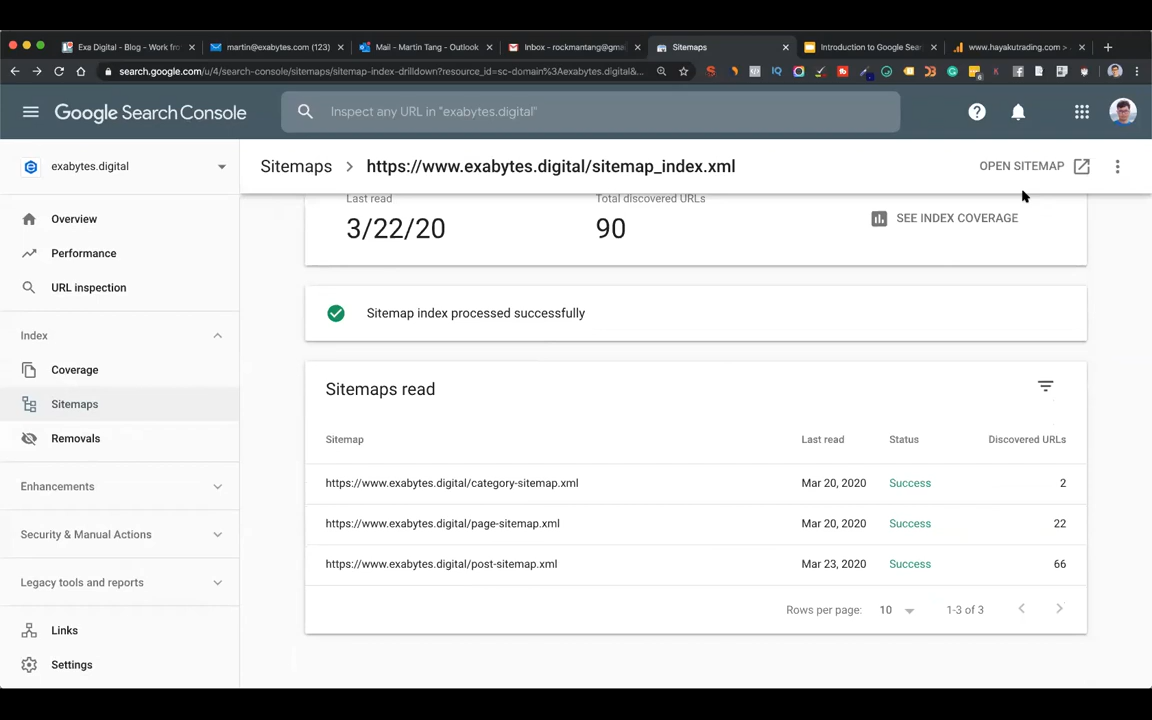 Exa Digital - Blog - Work fro
martin@exabytes.com (123)
Mail - Martin Tang - Outlook
Inbox - rockmantang@gma
Sitemaps
Introduction to Google Sear
www.hayakutrading.com >
search.google.com/u/4/search-console/sitemaps/sitemap-index-drilldown?resource_id=sc-domain%3Aexabytes.digital&...
Google Search Console
Inspect any URL in "exabytes.digital"
exabytes.digital
Sitemaps > https://www.exabytes.digital/sitemap_index.xml
OPEN SITEMAP
Overview
Performance
URL inspection
Index
Coverage
Sitemaps
Removals
Enhancements
Security & Manual Actions
Legacy tools and reports
Links
Settings
Last read
3/22/20
Total discovered URLs
90
SEE INDEX COVERAGE
Sitemap index processed successfully
Sitemaps read
Sitemap Last read Status Discovered URLs
https://www.exabytes.digital/category-sitemap.xml Mar 20, 2020 Success 2
https://www.exabytes.digital/page-sitemap.xml Mar 20, 2020 Success 22
https://www.exabytes.digital/post-sitemap.xml Mar 23, 2020 Success 66
Rows per page: 10 1-3 of 3